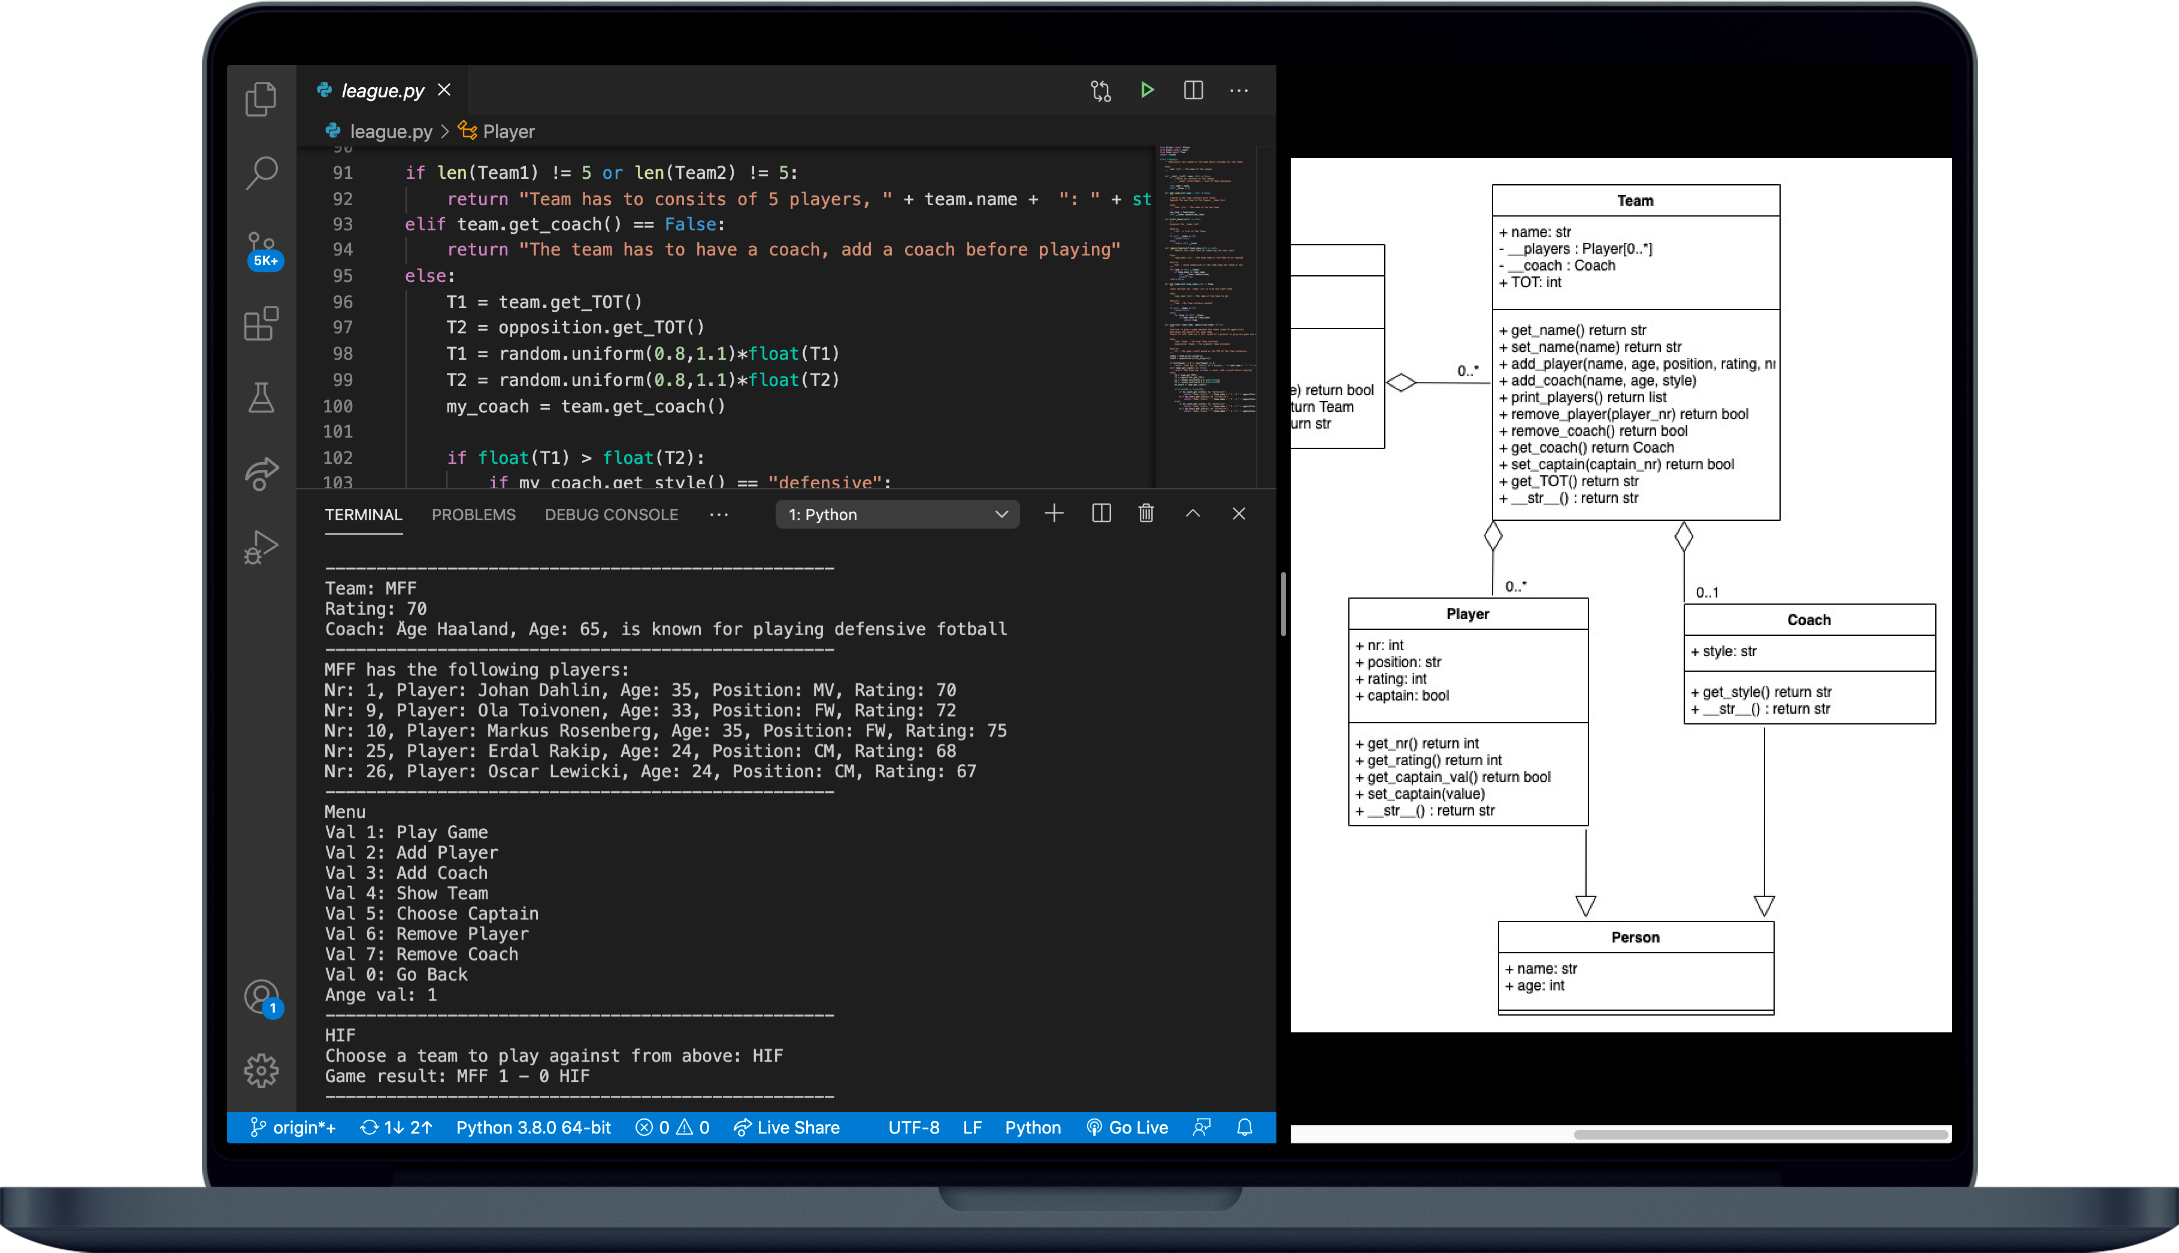 league.py
league.py > Player
90
91 if len(Team1) != 5 or len(Team2) != 5:
92 return "Team has to consits of 5 players, " + team.name + ": " + st
93 elif team.get_coach() == False:
94 return "The team has to have a coach, add a coach before playing"
95 else:
96 T1 = team.get_TOT()
97 T2 = opposition.get_TOT()
98 T1 = random.uniform(0.8,1.1)*float(T1)
99 T2 = random.uniform(0.8,1.1)*float(T2)
100 my_coach = team.get_coach()
101
102 if float(T1) > float(T2):
103 if my_coach.get_style() == "defensive":
5K+
TERMINAL PROBLEMS DEBUG CONSOLE ··· 1: Python
--------------------------------------------------
Team: MFF
Rating: 70
Coach: Åge Haaland, Age: 65, is known for playing defensive fotball
--------------------------------------------------
MFF has the following players:
Nr: 1, Player: Johan Dahlin, Age: 35, Position: MV, Rating: 70
Nr: 9, Player: Ola Toivonen, Age: 33, Position: FW, Rating: 72
Nr: 10, Player: Markus Rosenberg, Age: 35, Position: FW, Rating: 75
Nr: 25, Player: Erdal Rakip, Age: 24, Position: CM, Rating: 68
Nr: 26, Player: Oscar Lewicki, Age: 24, Position: CM, Rating: 67
--------------------------------------------------
Menu
Val 1: Play Game
Val 2: Add Player
Val 3: Add Coach
Val 4: Show Team
Val 5: Choose Captain
Val 6: Remove Player
Val 7: Remove Coach
Val 0: Go Back
Ange val: 1
--------------------------------------------------
HIF
Choose a team to play against from above: HIF
Game result: MFF 1 - 0 HIF
--------------------------------------------------
1
origin*+ 1↓ 2↑ Python 3.8.0 64-bit 0 0 Live Share UTF-8 LF Python Go Live
e) return bool
turn Team
urn str
0..*
Team
+ name: str
- __players : Player[0..*]
- __coach : Coach
+ TOT: int
+ get_name() return str
+ set_name(name) return str
+ add_player(name, age, position, rating, nr
+ add_coach(name, age, style)
+ print_players() return list
+ remove_player(player_nr) return bool
+ remove_coach() return bool
+ get_coach() return Coach
+ set_captain(captain_nr) return bool
+ get_TOT() return str
+ __str__() : return str
0..*
0..1
Player
+ nr: int
+ position: str
+ rating: int
+ captain: bool
+ get_nr() return int
+ get_rating() return int
+ get_captain_val() return bool
+ set_captain(value)
+ __str__() : return str
Coach
+ style: str
+ get_style() return str
+ __str__() : return str
Person
+ name: str
+ age: int